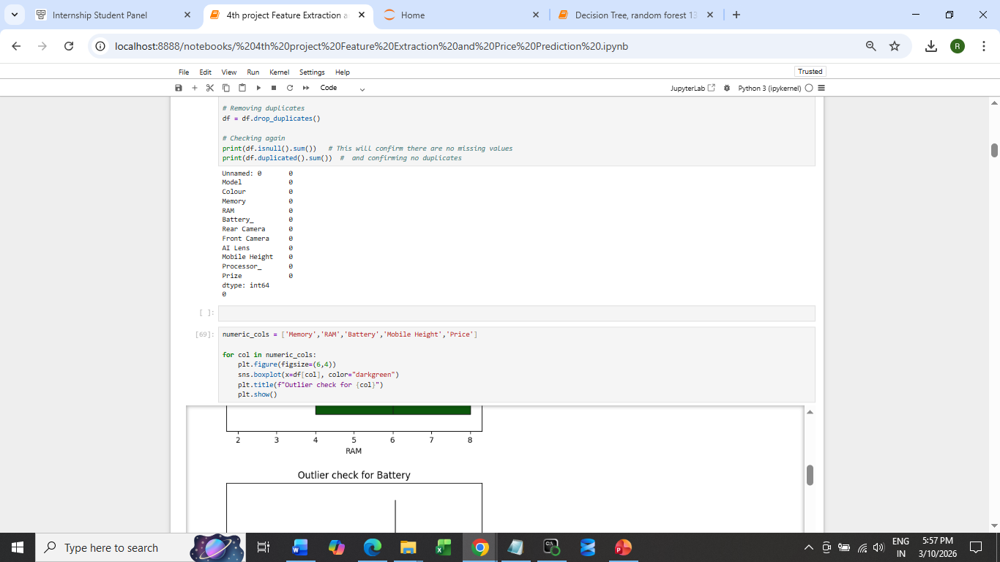 Internship Student Panel
4th project Feature Extraction a
Home
Decision Tree, random forest 13
localhost:8888/notebooks/%204th%20project%20Feature%20Extraction%20and%20Price%20Prediction%20.ipynb
R
File Edit View Run Kernel Settings Help
Trusted
Code
JupyterLab
Python 3 (ipykernel)
# Removing duplicates
df = df.drop_duplicates()
# Checking again
print(df.isnull().sum())   # This will confirm there are no missing values
print(df.duplicated().sum())  #  and confirming no duplicates
Unnamed: 0 0
Model 0
Colour 0
Memory 0
RAM 0
Battery_ 0
Rear Camera 0
Front Camera 0
AI Lens 0
Mobile Height 0
Processor_ 0
Prize 0
dtype: int64
0
[ ]:
[69]:
numeric_cols = ['Memory','RAM','Battery','Mobile Height','Price']
for col in numeric_cols:
    plt.figure(figsize=(6,4))
    sns.boxplot(x=df[col], color="darkgreen")
    plt.title(f"Outlier check for {col}")
    plt.show()
2 3 4 5 6 7 8
RAM
Outlier check for Battery
Type here to search
ENG
IN
5:57 PM
3/10/2026